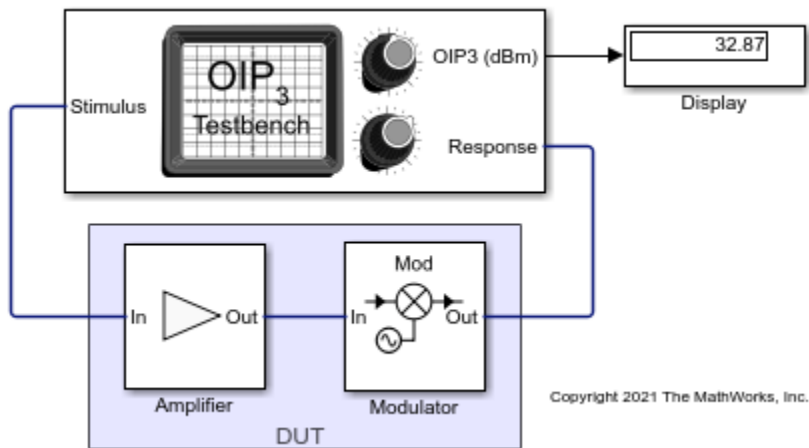 OIP3
Testbench
Stimulus
OIP3 (dBm)
Response
32.87
Display
In
Out
Amplifier
Mod
In
Out
Modulator
DUT
Copyright 2021 The MathWorks, Inc.